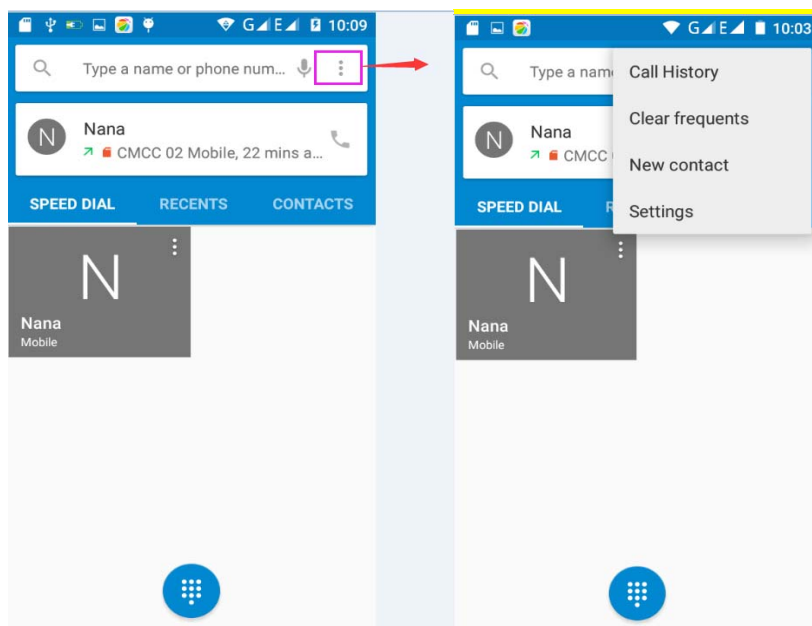 G E 10:09
Type a name or phone num...
N
Nana
CMCC 02 Mobile, 22 mins a...
SPEED DIAL RECENTS CONTACTS
N
Nana
Mobile
G E 10:03
Type a nam
Call History
N
Nana
CMCC
Clear frequents
New contact
SPEED DIAL R
Settings
N
Nana
Mobile